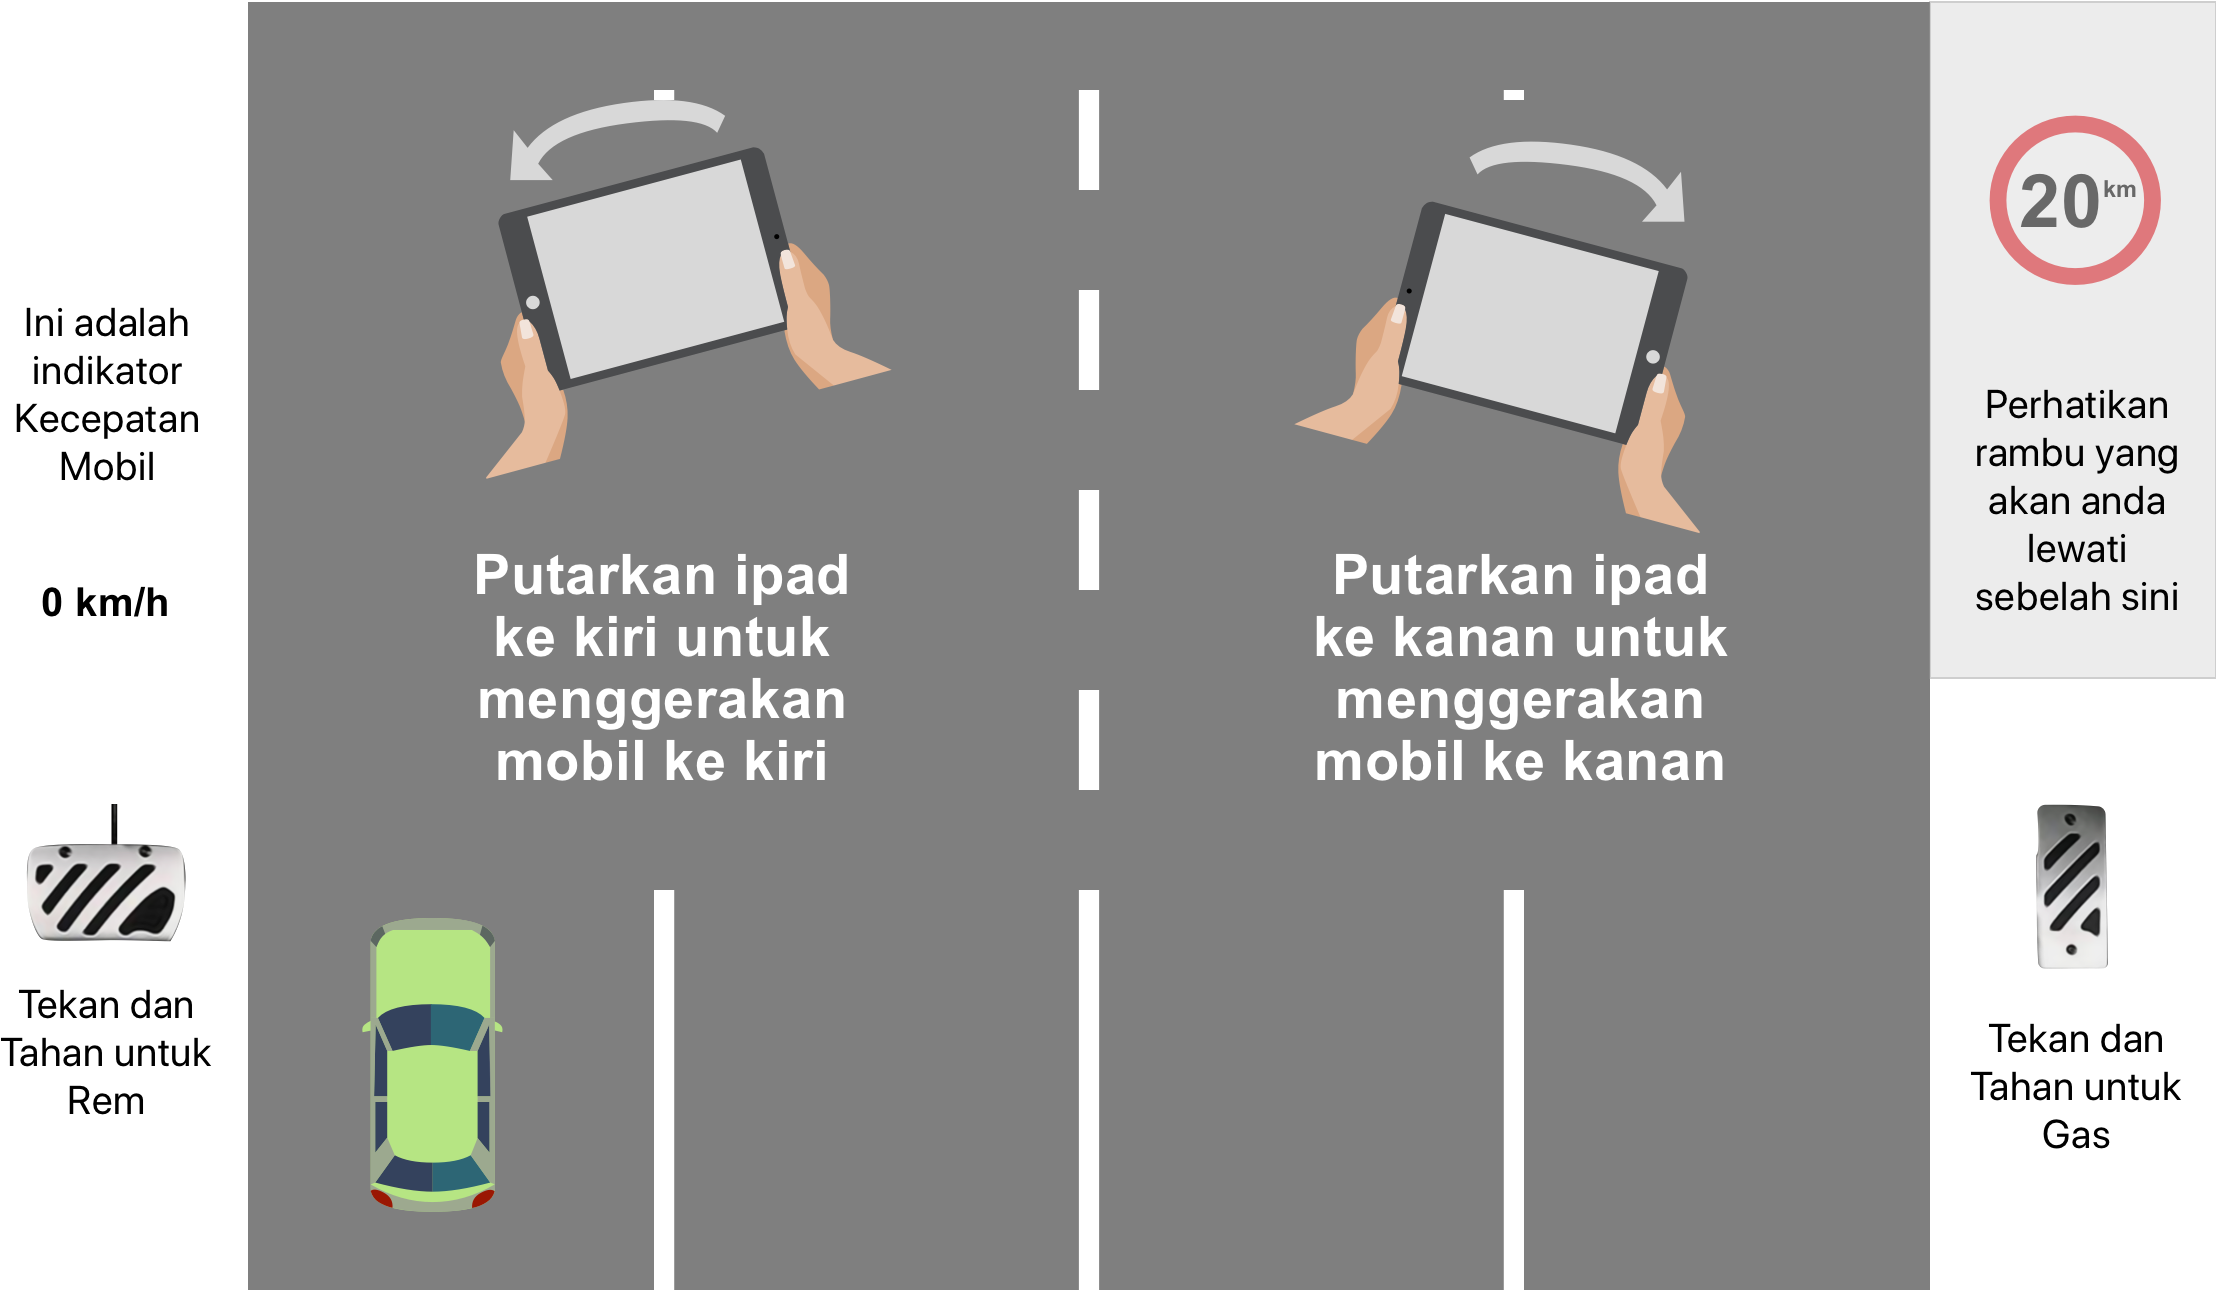 Ini adalah
indikator
Kecepatan
Mobil
0 km/h
Tekan dan
Tahan untuk
Rem
Putarkan ipad
ke kiri untuk
menggerakan
mobil ke kiri
Putarkan ipad
ke kanan untuk
menggerakan
mobil ke kanan
20 km
Perhatikan
rambu yang
akan anda
lewati
sebelah sini
Tekan dan
Tahan untuk
Gas